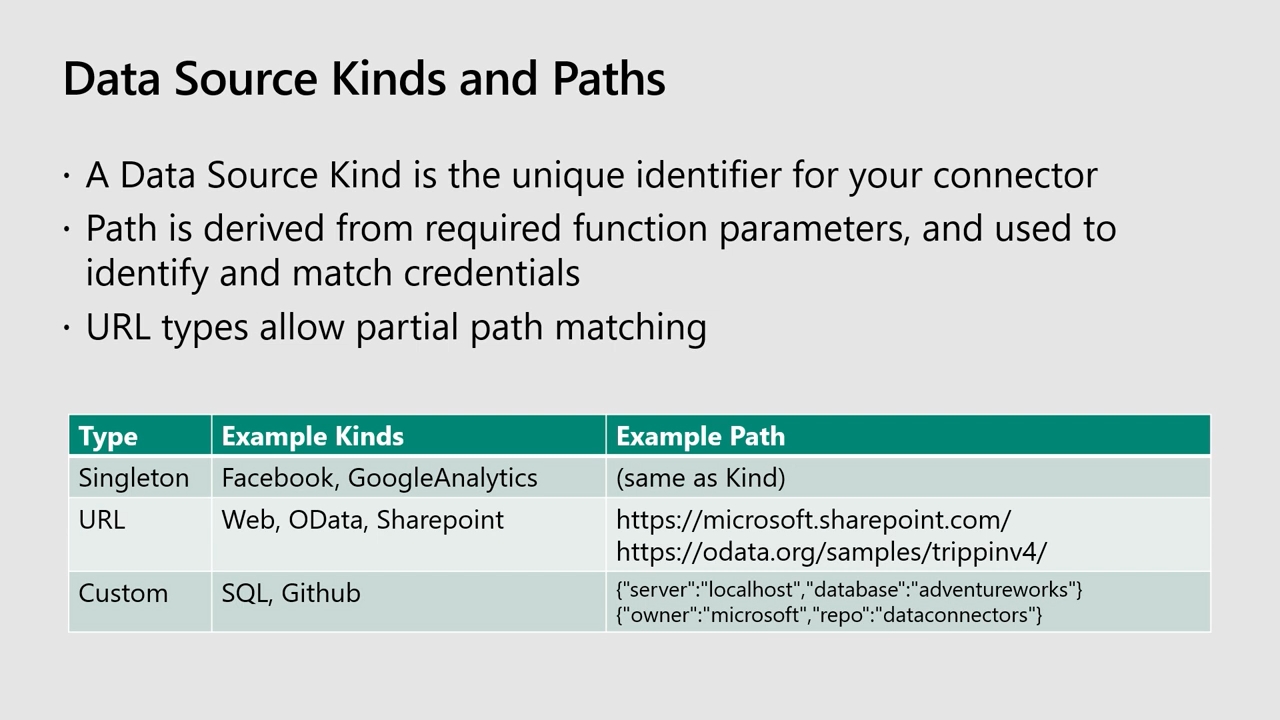 Data Source Kinds and Paths
· A Data Source Kind is the unique identifier for your connector
· Path is derived from required function parameters, and used to
identify and match credentials
· URL types allow partial path matching
Type Example Kinds Example Path
Singleton Facebook, GoogleAnalytics (same as Kind)
URL Web, OData, Sharepoint https://microsoft.sharepoint.com/
https://odata.org/samples/trippinv4/
Custom SQL, Github {"server":"localhost","database":"adventureworks"}
{"owner":"microsoft","repo":"dataconnectors"}